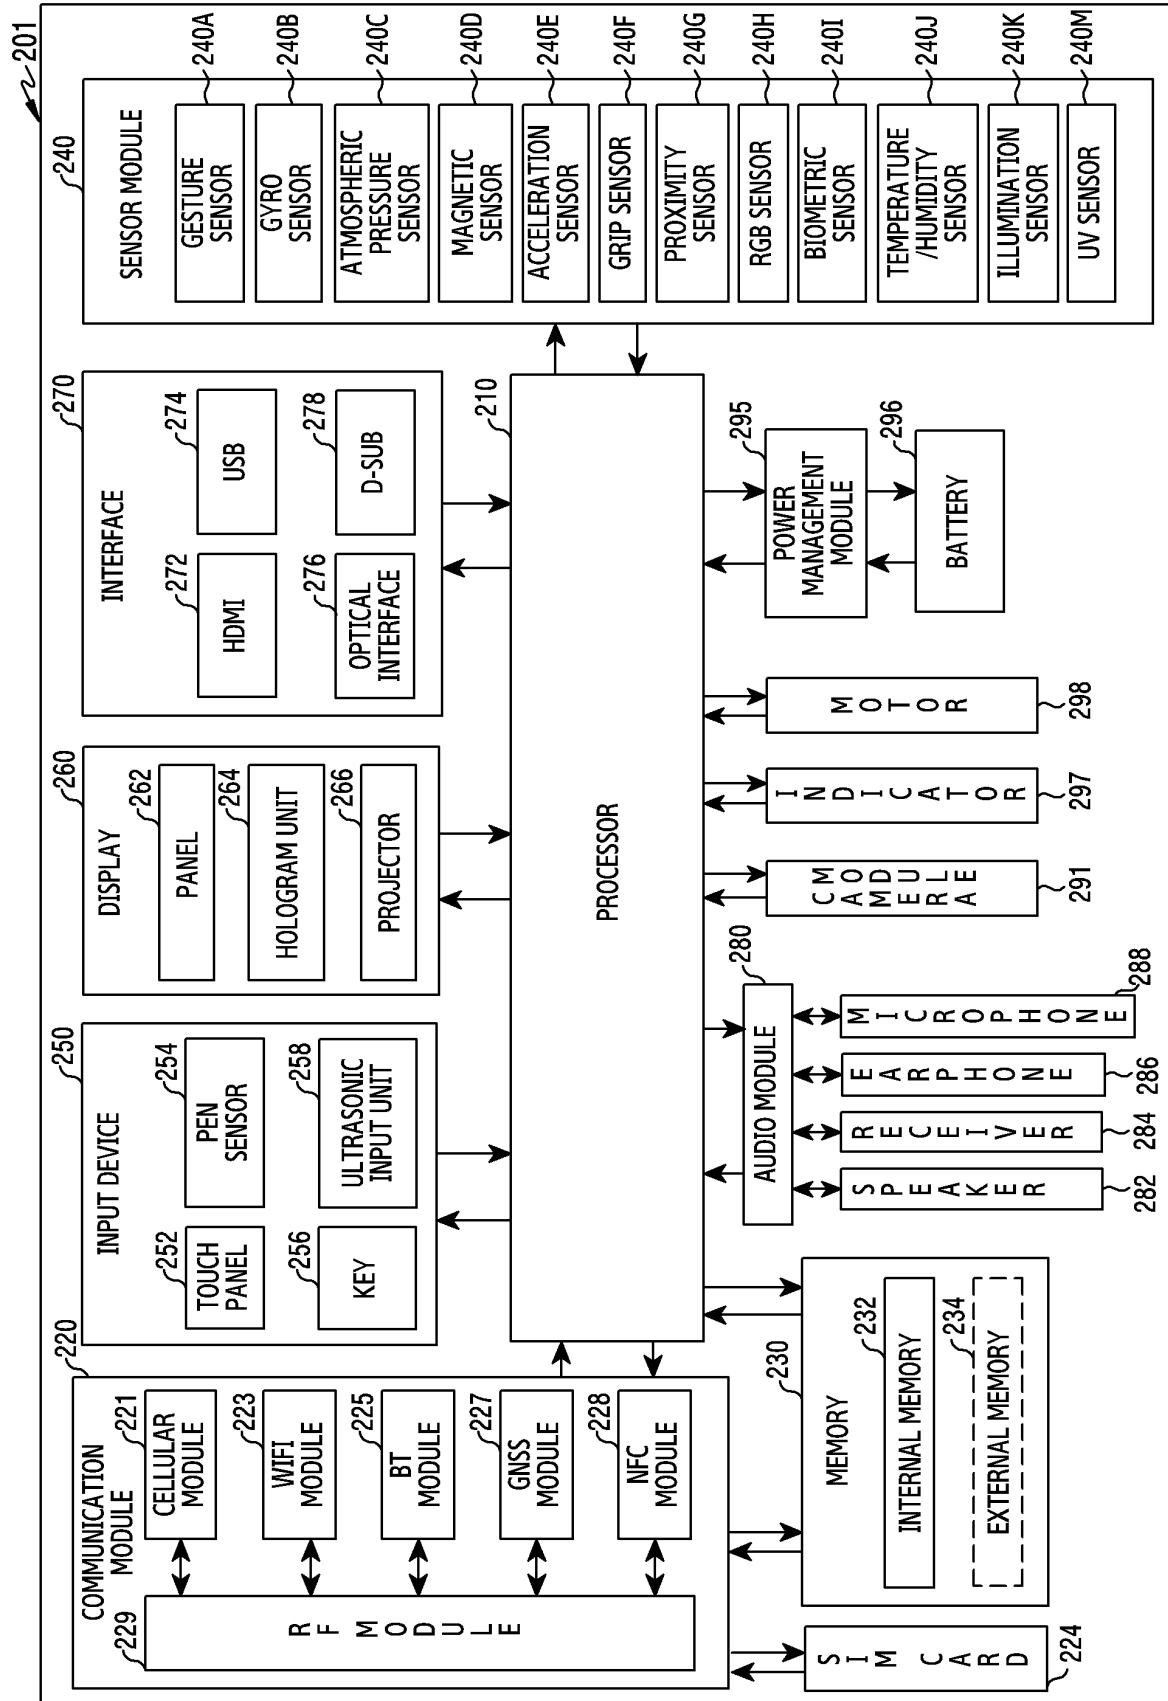 201
220
COMMUNICATION
MODULE
229
RF MODULE
221
CELLULAR
MODULE
223
WIFI
MODULE
225
BT
MODULE
227
GNSS
MODULE
228
NFC
MODULE
250
INPUT DEVICE
252
TOUCH
PANEL
254
PEN
SENSOR
256
KEY
258
ULTRASONIC
INPUT UNIT
260
DISPLAY
262
PANEL
264
HOLOGRAM UNIT
266
PROJECTOR
270
INTERFACE
272
HDMI
274
USB
276
OPTICAL
INTERFACE
278
D-SUB
240
SENSOR MODULE
GESTURE
SENSOR
240A
GYRO
SENSOR
240B
ATMOSPHERIC
PRESSURE
SENSOR
240C
MAGNETIC
SENSOR
240D
ACCELERATION
SENSOR
240E
GRIP SENSOR
240F
PROXIMITY
SENSOR
240G
RGB SENSOR
240H
BIOMETRIC
SENSOR
240I
TEMPERATURE
/HUMIDITY
SENSOR
240J
ILLUMINATION
SENSOR
240K
UV SENSOR
240M
210
PROCESSOR
SIM CARD
224
230
MEMORY
232
INTERNAL MEMORY
234
EXTERNAL MEMORY
280
AUDIO MODULE
SPEAKER
282
RECEIVER
284
EARPHONE
286
MICROPHONE
288
CAMERA
MODULE
291
INDICATOR
297
MOTOR
298
295
POWER
MANAGEMENT
MODULE
296
BATTERY